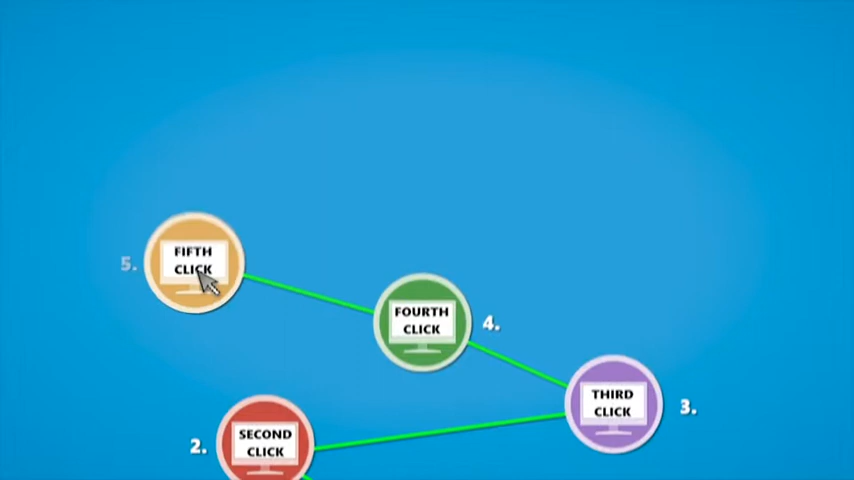 5.
FIFTH
CLICK
FOURTH
CLICK
4.
THIRD
CLICK
3.
2.
SECOND
CLICK